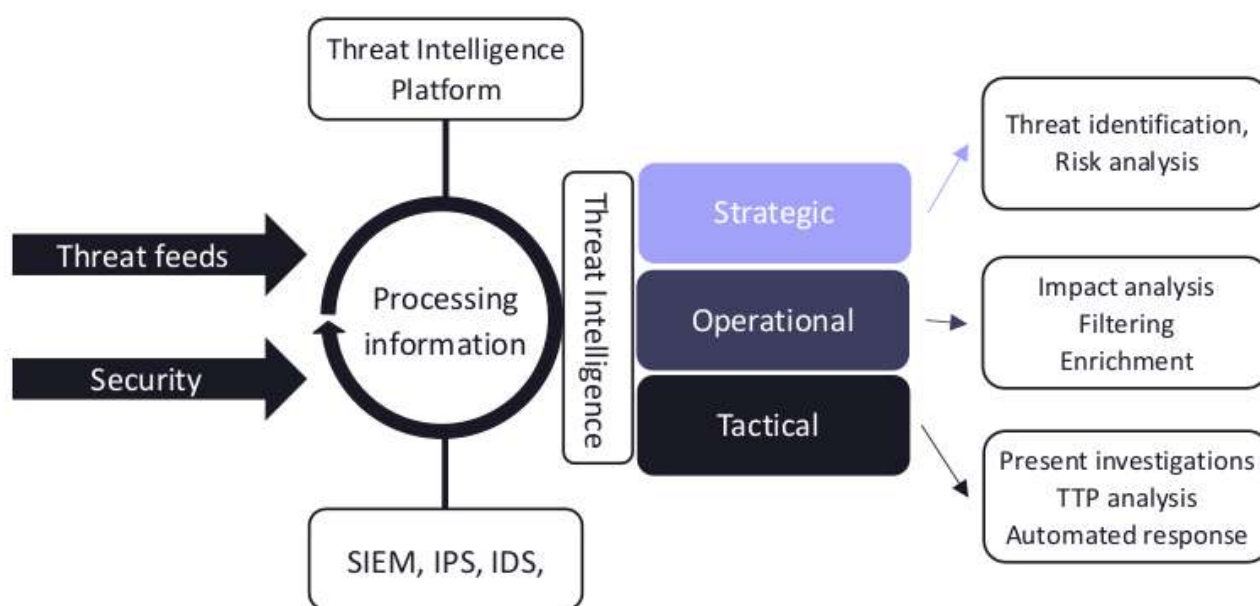 Threat Intelligence
Platform
Threat feeds
Security
Processing
information
SIEM, IPS, IDS,
Threat Intelligence
Strategic
Operational
Tactical
Threat identification,
Risk analysis
Impact analysis
Filtering
Enrichment
Present investigations
TTP analysis
Automated response